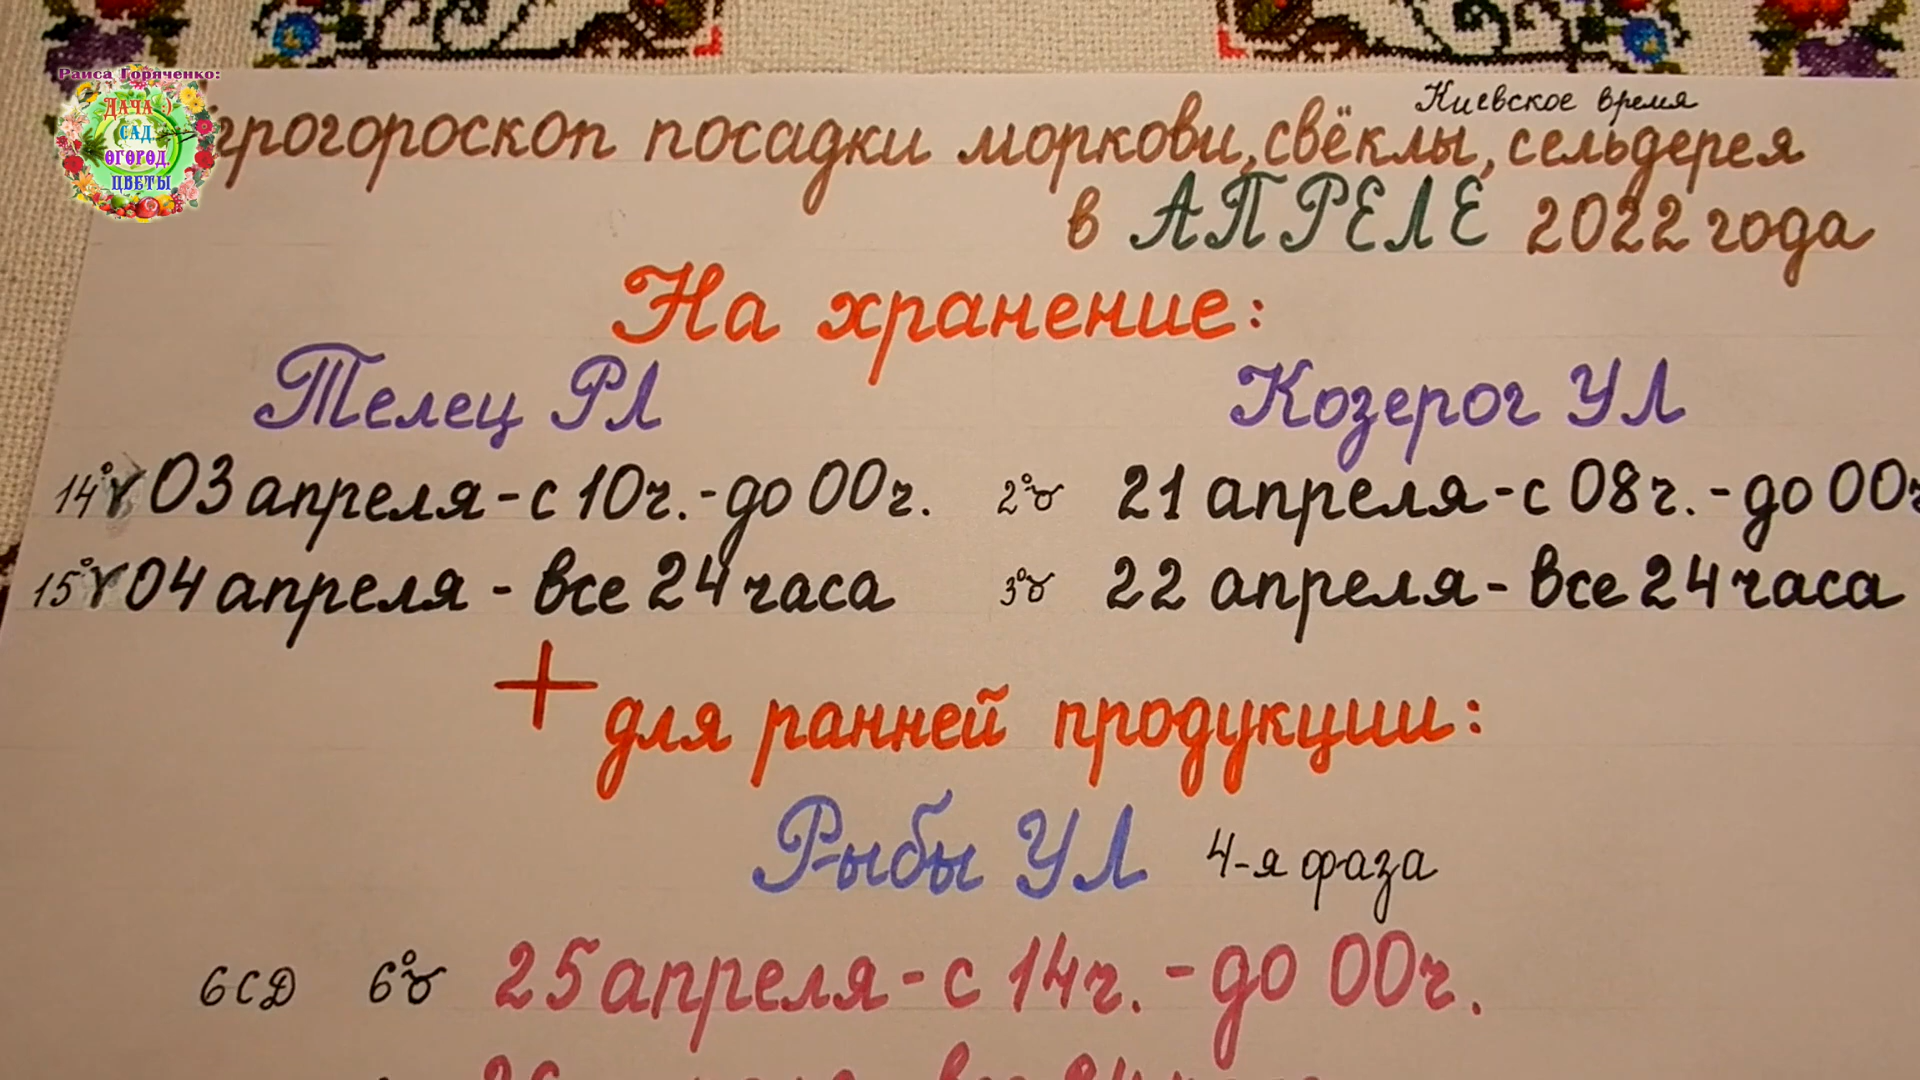 Раиса Горяченко:
Дача :)
сад
огород
цветы
Киевское время
Агрогороскоп посадки моркови, свёклы, сельдерея
в АПРЕЛЕ 2022 года
На хранение:
Телец РЛ
Козерог УЛ
14°♈ 03 апреля - с 10ч. - до 00ч.
2°♉ 21 апреля - с 08ч. - до 00ч
15°♈ 04 апреля - все 24 часа
3°♉ 22 апреля - все 24 часа
+ для ранней продукции:
Рыбы УЛ 4-я фаза
6СД 6°♉ 25 апреля - с 14ч. - до 00ч.